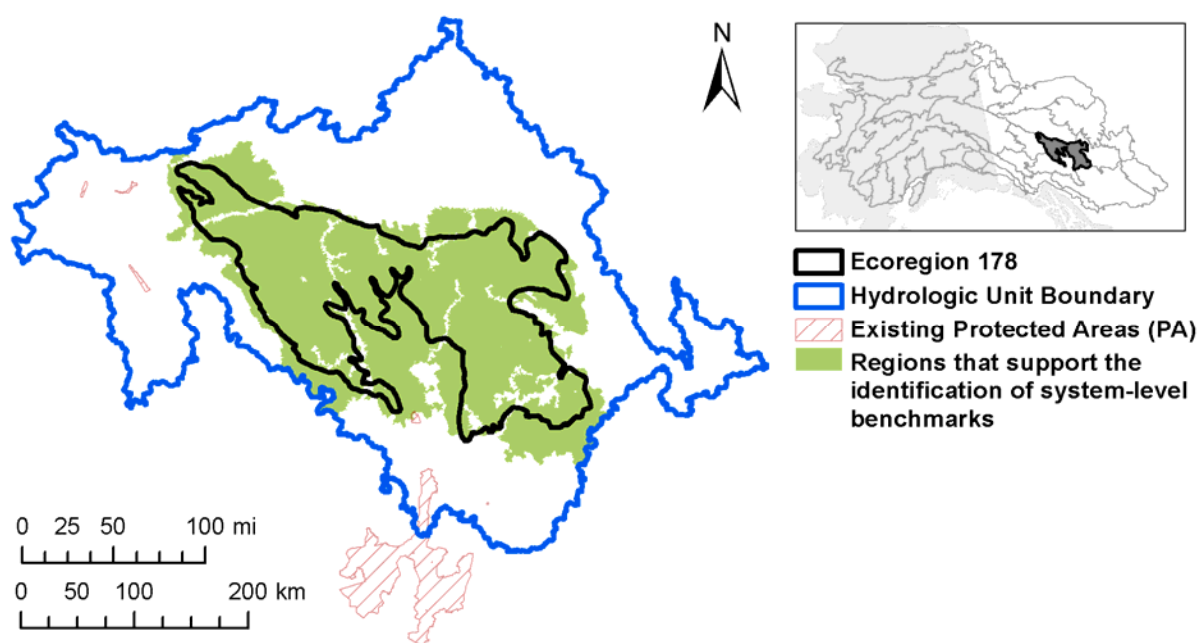 N
Ecoregion 178
Hydrologic Unit Boundary
Existing Protected Areas (PA)
Regions that support the
identification of system-level
benchmarks
0 25 50 100 mi
0 50 100 200 km